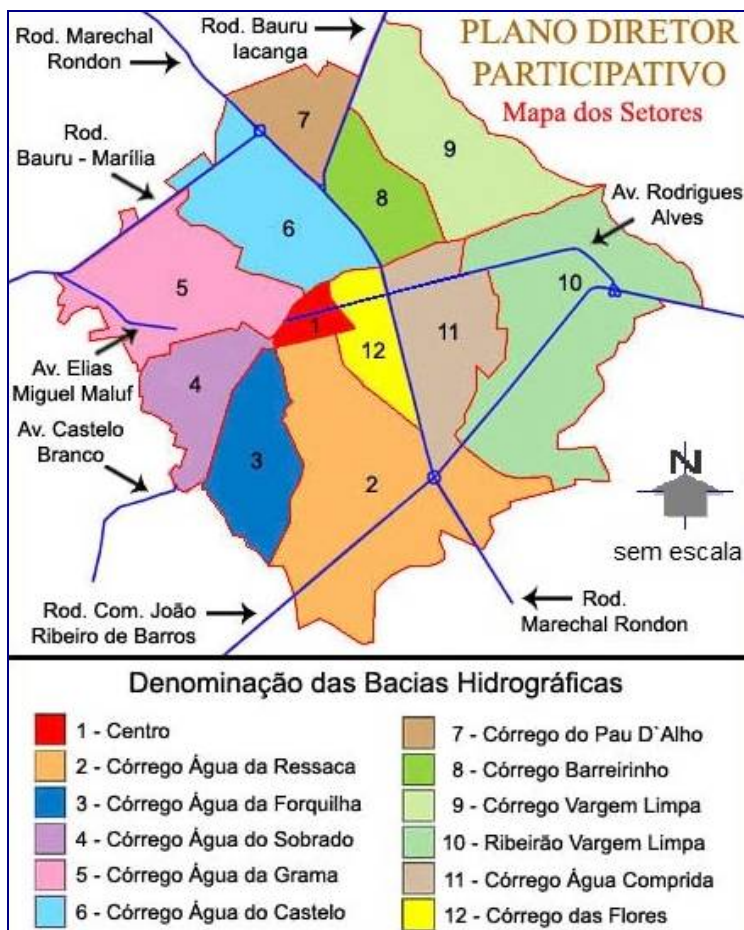 PLANO DIRETOR
PARTICIPATIVO
Mapa dos Setores
Rod. Marechal
Rondon
Rod. Bauru
Iacanga
Rod.
Bauru - Marília
Av. Rodrigues
Alves
7
9
8
6
5
10
1
11
12
4
3
2
Av. Elias
Miguel Maluf
Av. Castelo
Branco
N
sem escala
Rod. Com. João
Ribeiro de Barros
Rod.
Marechal Rondon
Denominação das Bacias Hidrográficas
1 - Centro
2 - Córrego Água da Ressaca
3 - Córrego Água da Forquilha
4 - Córrego Água do Sobrado
5 - Córrego Água da Grama
6 - Córrego Água do Castelo
7 - Córrego do Pau D`Alho
8 - Córrego Barreirinho
9 - Córrego Vargem Limpa
10 - Ribeirão Vargem Limpa
11 - Córrego Água Comprida
12 - Córrego das Flores